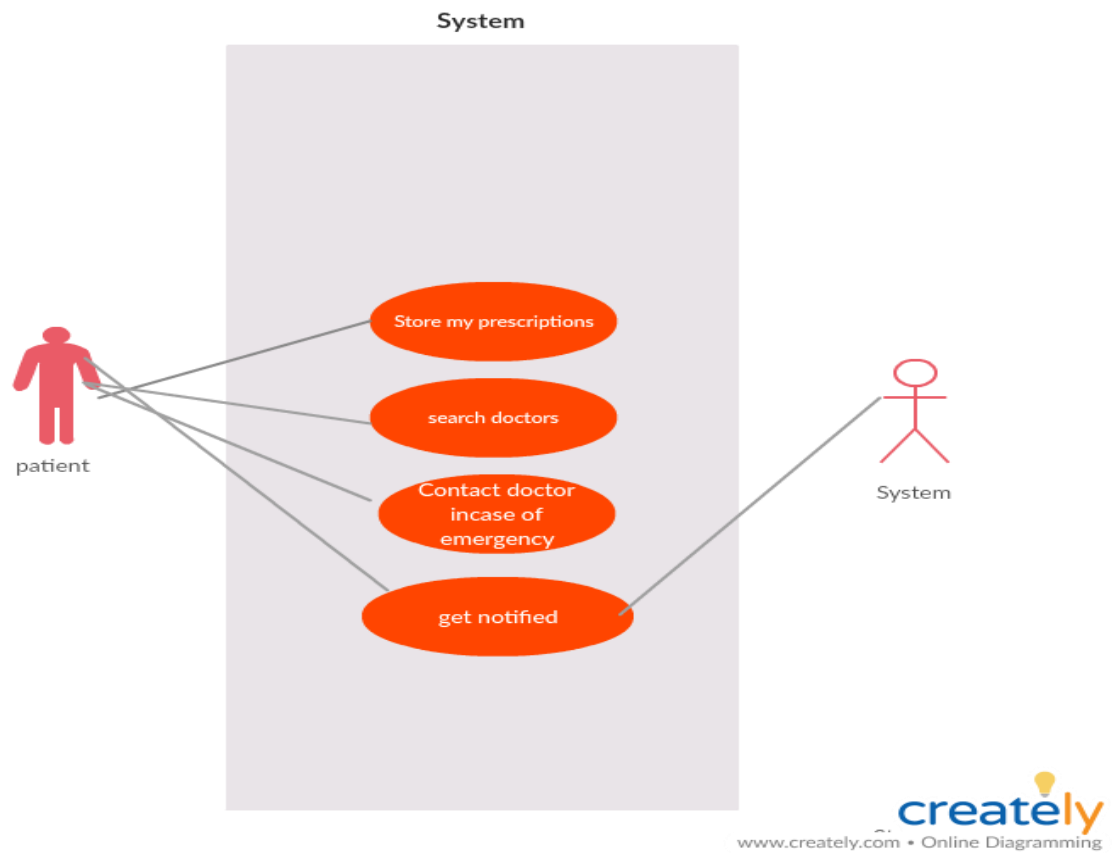 System
Store my prescriptions
search doctors
Contact doctor
incase of
emergency
get notified
patient
System
creately
www.creately.com • Online Diagramming